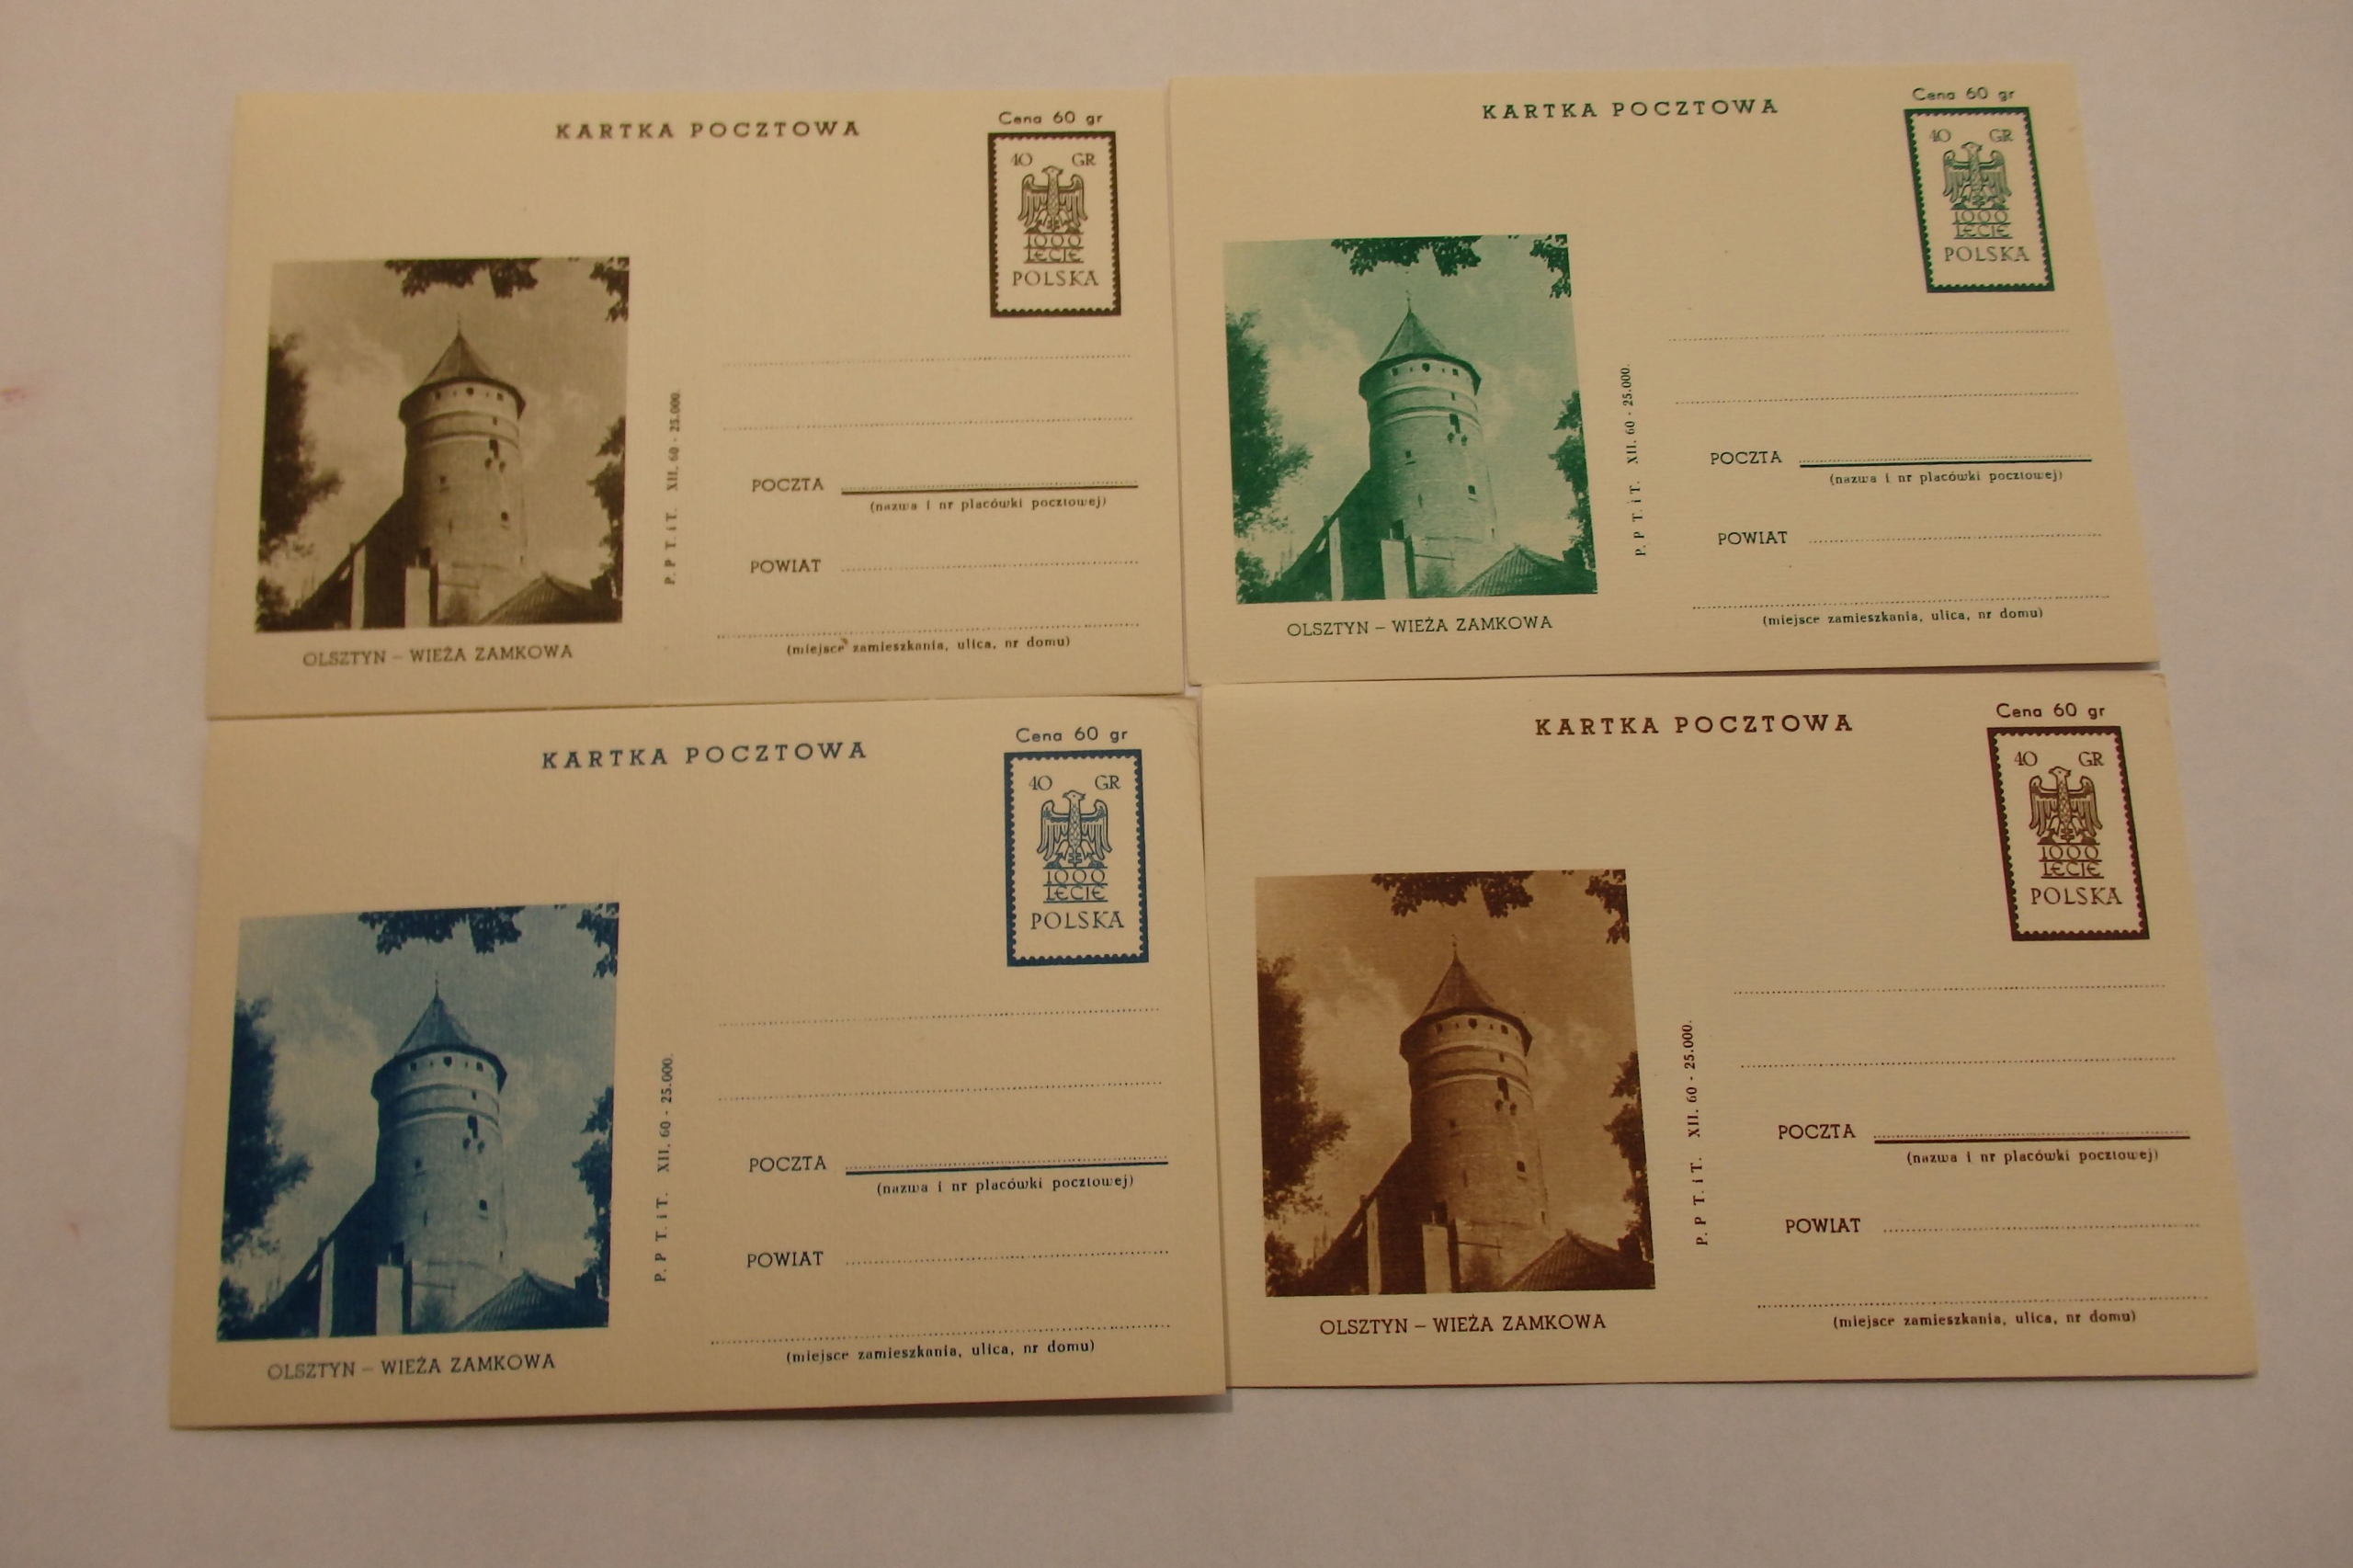 KARTKA POCZTOWA
Cena 60 gr
40 GR
1000
LECIE
POLSKA
P. P T. i T. XII. 60 - 25.000.
POCZTA
(nazwa i nr placówki pocztowej)
POWIAT
(miejsce zamieszkania, ulica, nr domu)
OLSZTYN – WIEŻA ZAMKOWA
KARTKA POCZTOWA
Cena 60 gr
40 GR
1000
LECIE
POLSKA
P. P T. i T. XII. 60 - 25.000.
POCZTA
(nazwa i nr placówki pocztowej)
POWIAT
(miejsce zamieszkania, ulica, nr domu)
OLSZTYN – WIEŻA ZAMKOWA
KARTKA POCZTOWA
Cena 60 gr
40 GR
1000
LECIE
POLSKA
P. P T. i T. XII. 60 - 25.000.
POCZTA
(nazwa i nr placówki pocztowej)
POWIAT
(miejsce zamieszkania, ulica, nr domu)
OLSZTYN – WIEŻA ZAMKOWA
KARTKA POCZTOWA
Cena 60 gr
40 GR
1000
LECIE
POLSKA
P. P T. i T. XII. 60 - 25.000.
POCZTA
(nazwa i nr placówki pocztowej)
POWIAT
(miejsce zamieszkania, ulica, nr domu)
OLSZTYN – WIEŻA ZAMKOWA